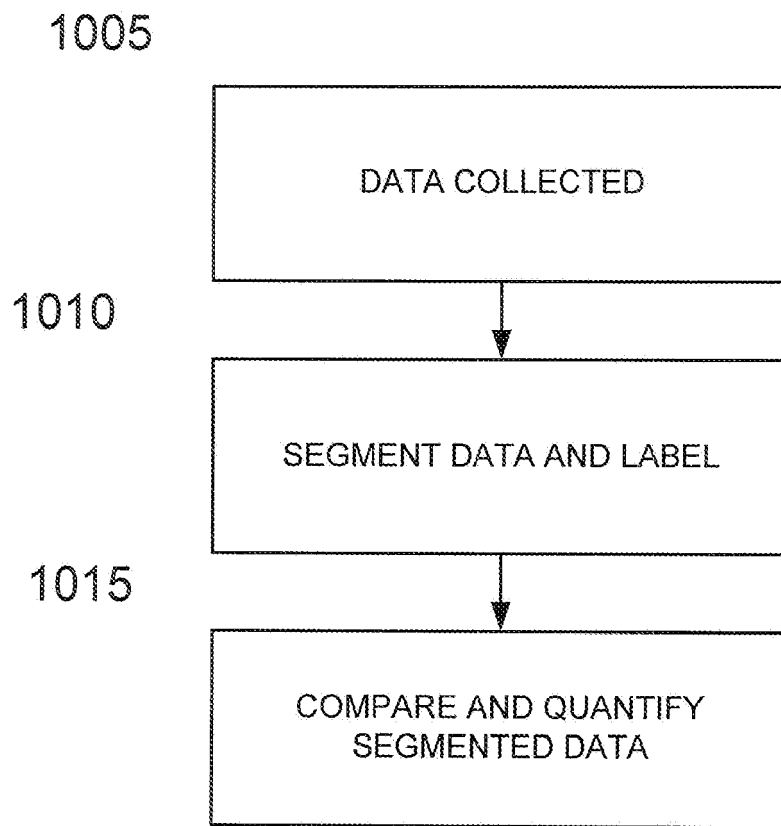 1005
DATA COLLECTED
1010
SEGMENT DATA AND LABEL
1015
COMPARE AND QUANTIFY
SEGMENTED DATA